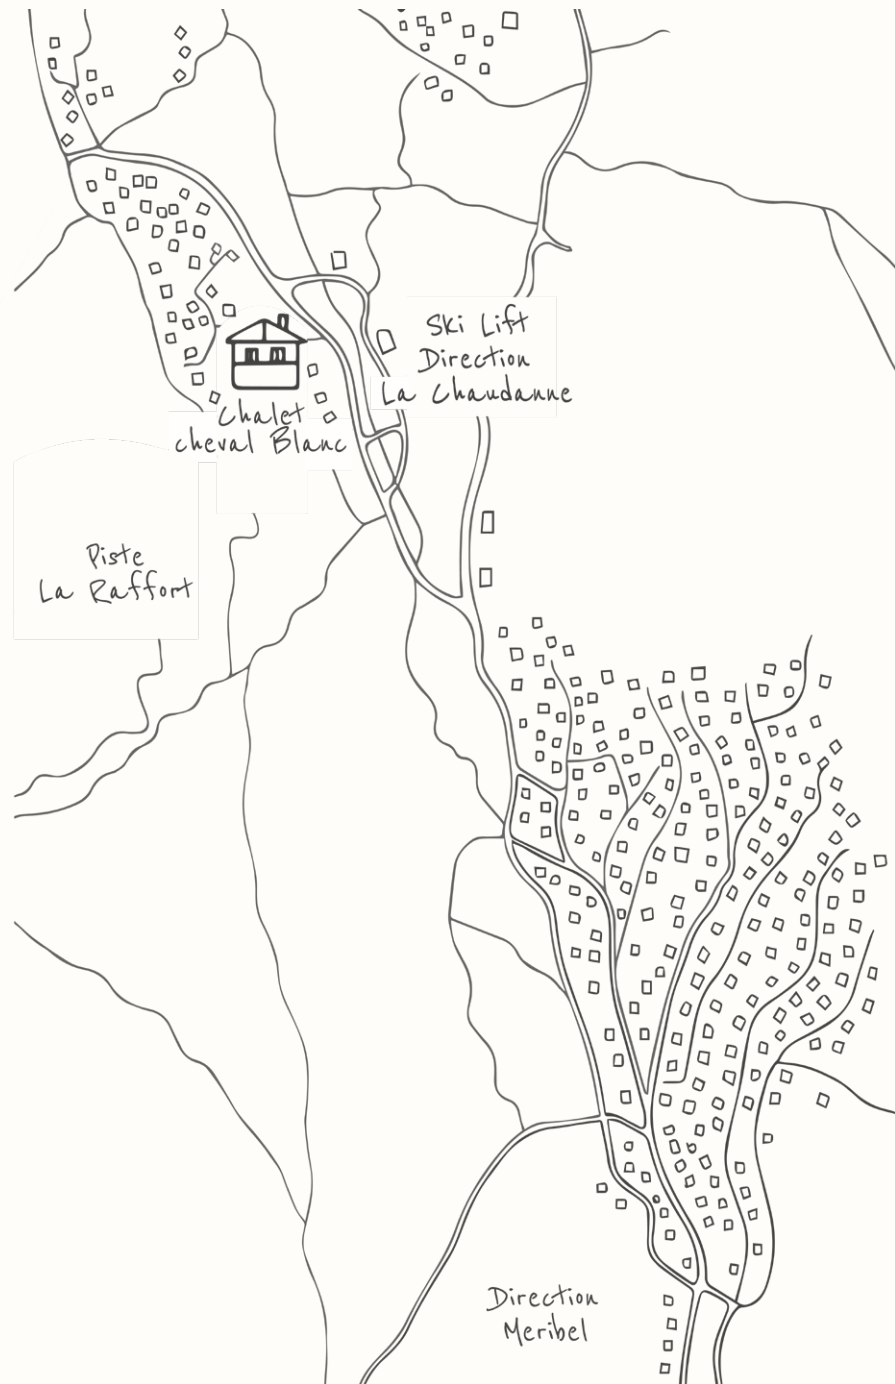 Ski Lift
Direction
La Chaudanne
Chalet
cheval Blanc
Piste
La Raffort
Direction
Meribel